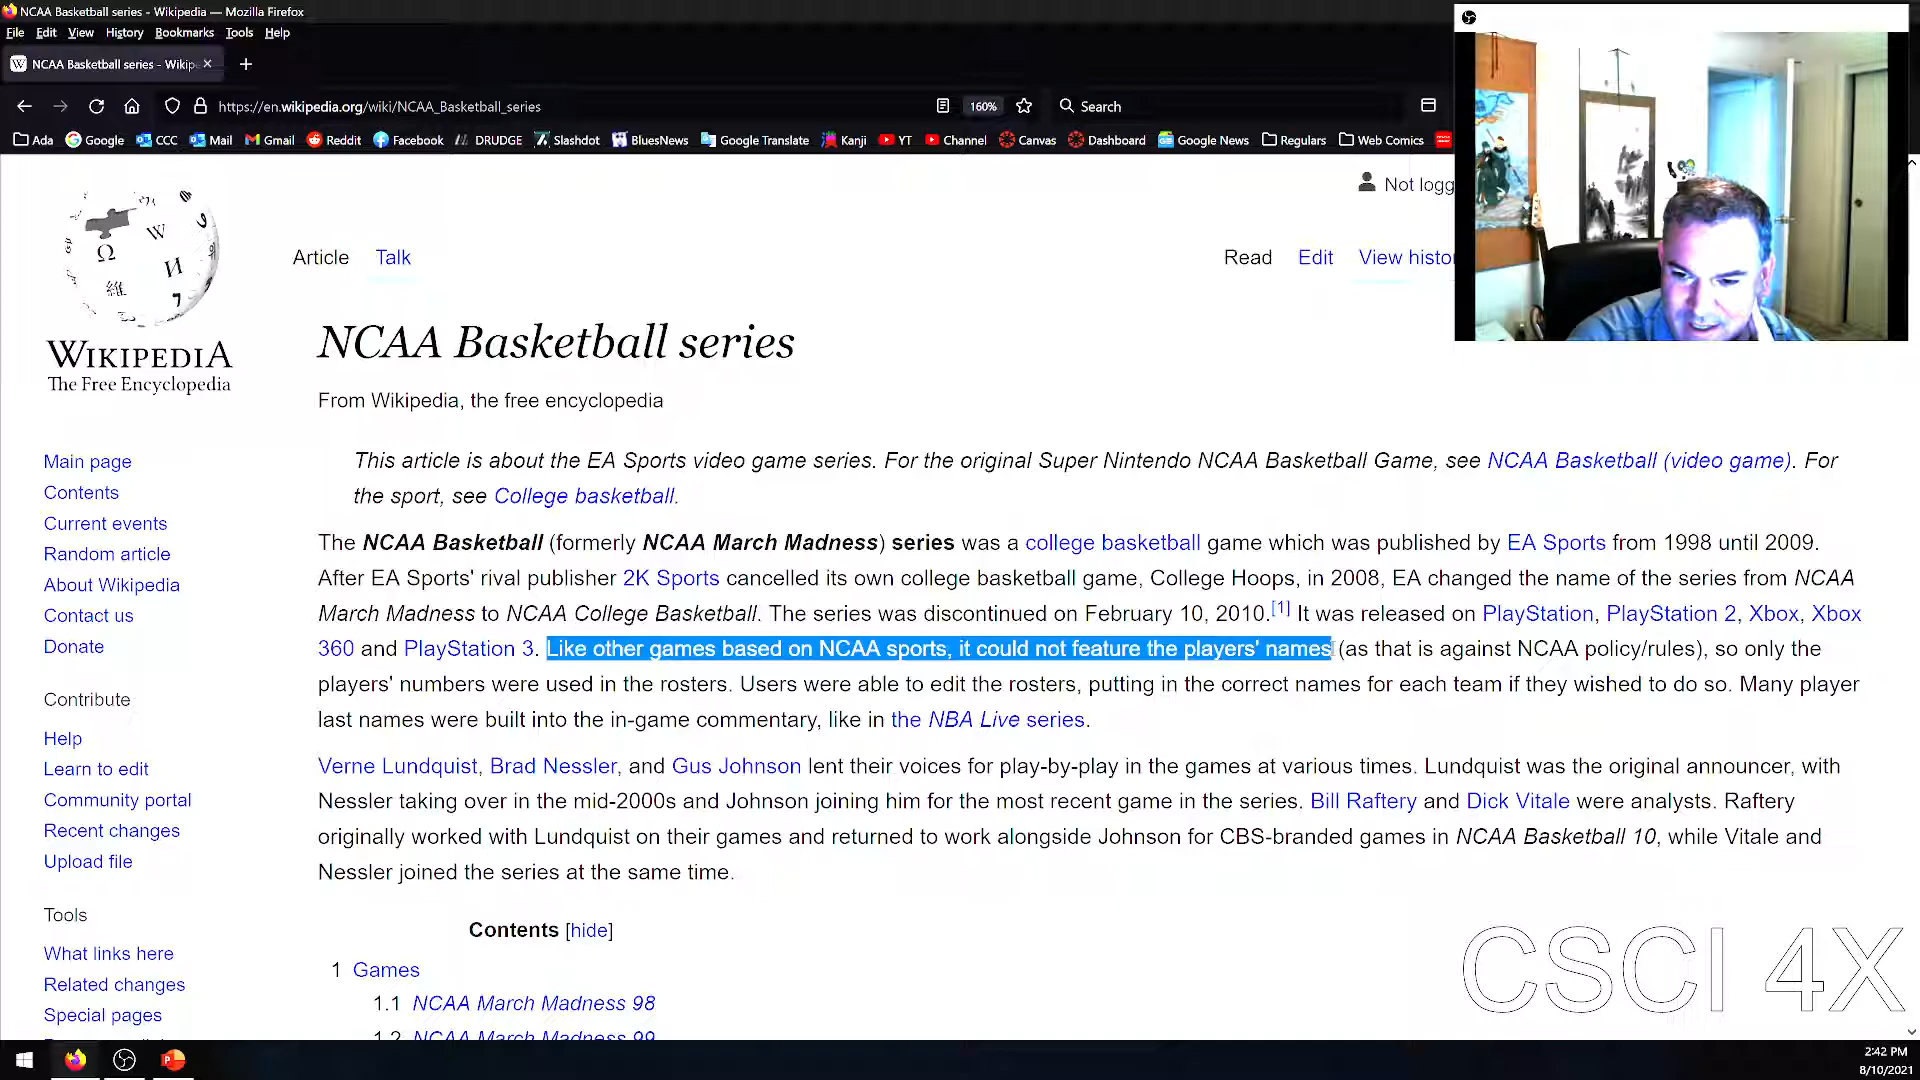 NCAA Basketball series - Wikipedia — Mozilla Firefox
File Edit View History Bookmarks Tools Help
NCAA Basketball series - Wikip
https://en.wikipedia.org/wiki/NCAA_Basketball_series 160% Search
Ada Google CCC Mail Gmail Reddit Facebook DRUDGE Slashdot BluesNews Google Translate Kanji YT Channel Canvas Dashboard Google News Regulars Web Comics
Not logg
Article Talk Read Edit View histor
WIKIPEDIA
The Free Encyclopedia
NCAA Basketball series
From Wikipedia, the free encyclopedia
Main page
Contents
Current events
Random article
About Wikipedia
Contact us
Donate
Contribute
Help
Learn to edit
Community portal
Recent changes
Upload file
Tools
What links here
Related changes
Special pages
This article is about the EA Sports video game series. For the original Super Nintendo NCAA Basketball Game, see NCAA Basketball (video game). For
the sport, see College basketball.
The NCAA Basketball (formerly NCAA March Madness) series was a college basketball game which was published by EA Sports from 1998 until 2009.
After EA Sports' rival publisher 2K Sports cancelled its own college basketball game, College Hoops, in 2008, EA changed the name of the series from NCAA
March Madness to NCAA College Basketball. The series was discontinued on February 10, 2010.[1] It was released on PlayStation, PlayStation 2, Xbox, Xbox
360 and PlayStation 3. Like other games based on NCAA sports, it could not feature the players' names (as that is against NCAA policy/rules), so only the
players' numbers were used in the rosters. Users were able to edit the rosters, putting in the correct names for each team if they wished to do so. Many player
last names were built into the in-game commentary, like in the NBA Live series.
Verne Lundquist, Brad Nessler, and Gus Johnson lent their voices for play-by-play in the games at various times. Lundquist was the original announcer, with
Nessler taking over in the mid-2000s and Johnson joining him for the most recent game in the series. Bill Raftery and Dick Vitale were analysts. Raftery
originally worked with Lundquist on their games and returned to work alongside Johnson for CBS-branded games in NCAA Basketball 10, while Vitale and
Nessler joined the series at the same time.
Contents [hide]
1 Games
1.1 NCAA March Madness 98
1.2 NCAA March Madness 99
CSCI 4X
2:42 PM
8/10/2021